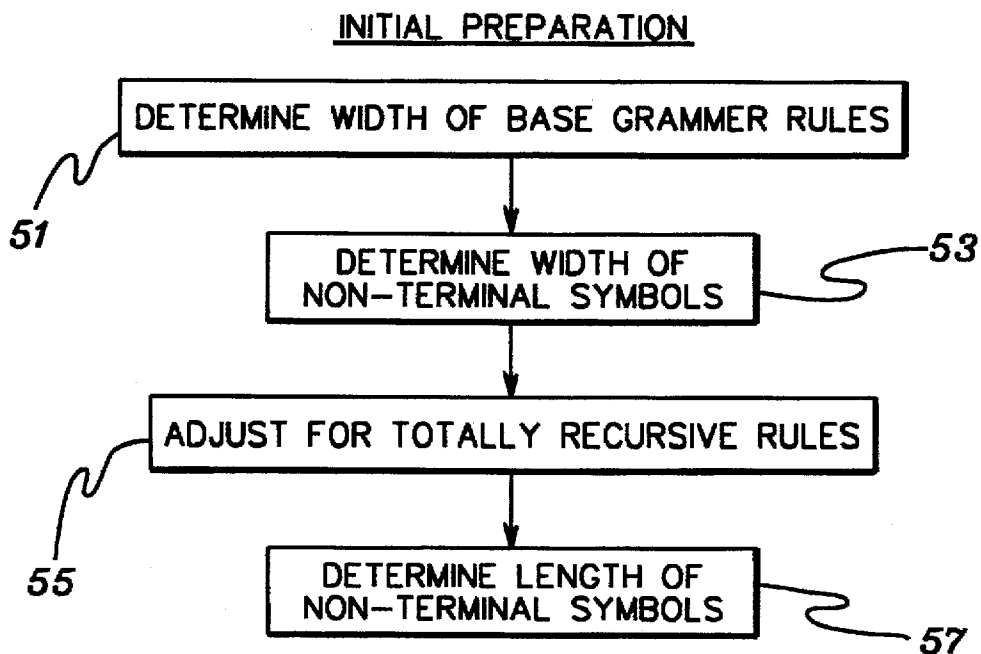 INITIAL PREPARATION
DETERMINE WIDTH OF BASE GRAMMER RULES
51
DETERMINE WIDTH OF
NON-TERMINAL SYMBOLS
53
ADJUST FOR TOTALLY RECURSIVE RULES
55
DETERMINE LENGTH OF
NON-TERMINAL SYMBOLS
57